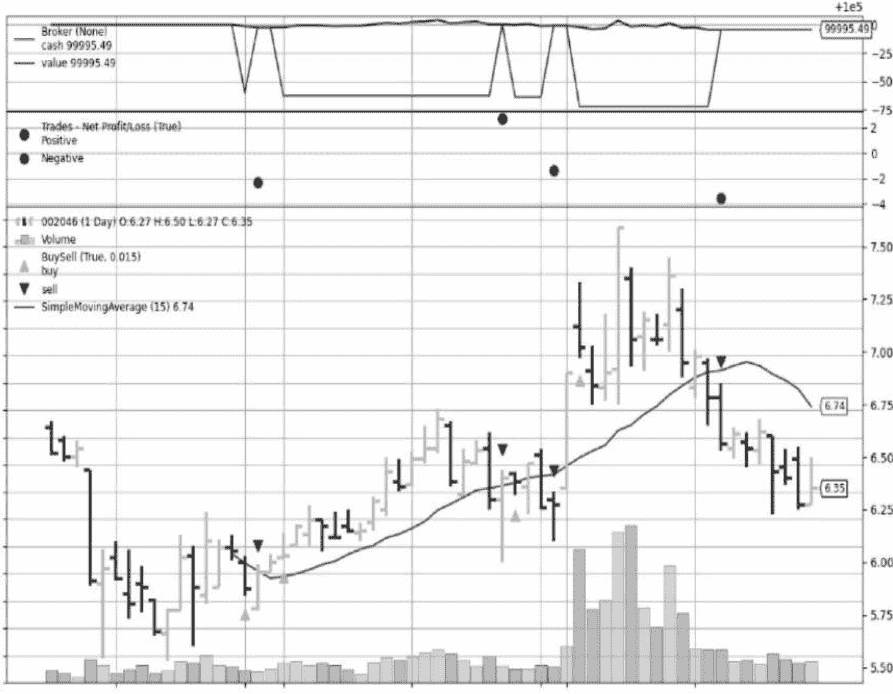 +1e5
Broker (None)
cash 99995.49
value 99995.49
0
99995.49
−25
−50
−75
Trades - Net Profit/Loss (True)
Positive
Negative
2
0
−2
−4
002046 (1 Day) O:6.27 H:6.50 L:6.27 C:6.35
Volume
BuySell (True, 0.015)
buy
sell
SimpleMovingAverage (15) 6.74
7.50
7.25
7.00
6.75
6.74
6.50
6.35
6.25
6.00
5.75
5.50